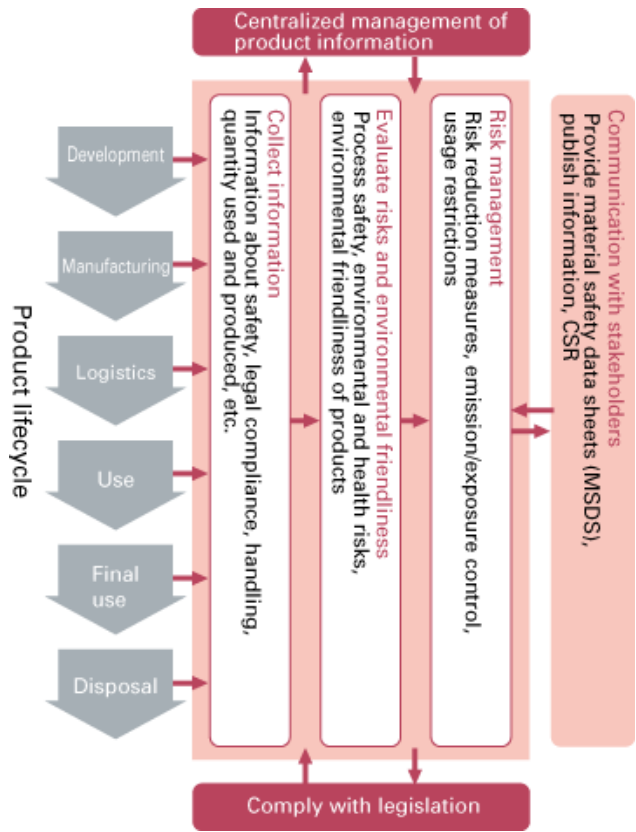 Centralized management of
product information
Communication with stakeholders
Provide material safety data sheets (MSDS),
publish information, CSR
Risk management
Risk reduction measures, emission/exposure control,
usage restrictions
Evaluate risks and environmental friendliness
Process safety, environmental and health risks,
environmental friendliness of products
Collect information
Information about safety, legal compliance, handling,
quantity used and produced, etc.
Development
Manufacturing
Logistics
Use
Final
use
Disposal
Product lifecycle
Comply with legislation